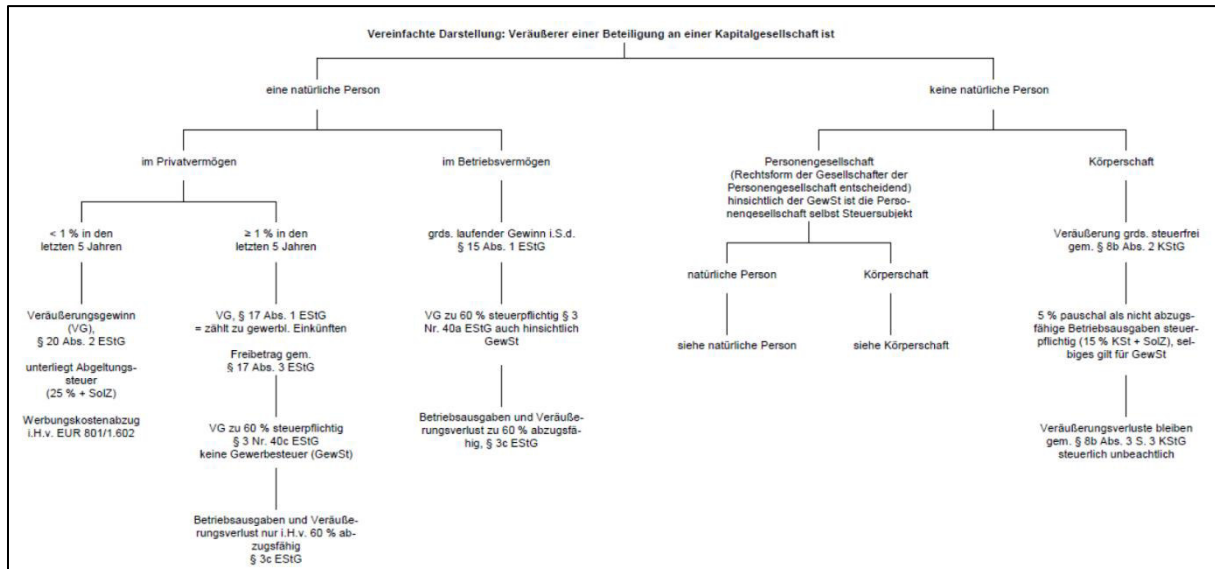 Vereinfachte Darstellung: Veräußerer einer Beteiligung an einer Kapitalgesellschaft ist
eine natürliche Person
keine natürliche Person
im Privatvermögen
im Betriebsvermögen
Personengesellschaft
(Rechtsform der Gesellschafter der
Personengesellschaft entscheidend)
hinsichtlich der GewSt ist die Perso-
nengesellschaft selbst Steuersubjekt
Körperschaft
< 1 % in den
letzten 5 Jahren
≥ 1 % in den
letzten 5 Jahren
grds. laufender Gewinn i.S.d.
§ 15 Abs. 1 EStG
Veräußerung grds. steuerfrei
gem. § 8b Abs. 2 KStG
natürliche Person
Körperschaft
Veräußerungsgewinn
(VG),
§ 20 Abs. 2 EStG
unterliegt Abgeltungs-
steuer
(25 % + SolZ)
Werbungskostenabzug
i.H.v. EUR 801/1.602
VG, § 17 Abs. 1 EStG
= zählt zu gewerbl. Einkünften
Freibetrag gem.
§ 17 Abs. 3 EStG
VG zu 60 % steuerpflichtig § 3
Nr. 40a EStG auch hinsichtlich
GewSt
siehe natürliche Person
siehe Körperschaft
5 % pauschal als nicht abzugs-
fähige Betriebsausgaben steuer-
pflichtig (15 % KSt + SolZ), sel-
biges gilt für GewSt
VG zu 60 % steuerpflichtig
§ 3 Nr. 40c EStG
keine Gewerbesteuer (GewSt)
Betriebsausgaben und Veräuße-
rungsverlust zu 60 % abzugsfä-
hig, § 3c EStG
Veräußerungsverluste bleiben
gem. § 8b Abs. 3 S. 3 KStG
steuerlich unbeachtlich
Betriebsausgaben und Veräuße-
rungsverlust nur i.H.v. 60 % ab-
zugsfähig
§ 3c EStG